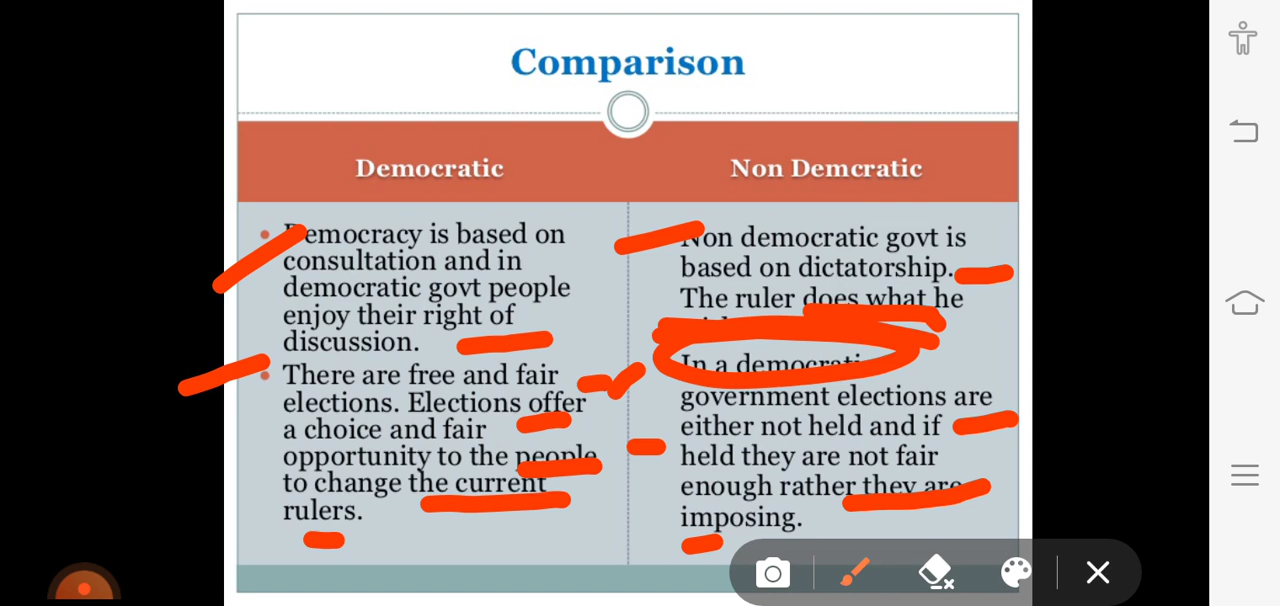 Comparison
Democratic
Non Demcratic
Democracy is based on
consultation and in
democratic govt people
enjoy their right of
discussion.
There are free and fair
elections. Elections offer
a choice and fair
opportunity to the people
to change the current
rulers.
Non democratic govt is
based on dictatorship.
The ruler does what he
In a democratic
government elections are
either not held and if
held they are not fair
enough rather they are
imposing.